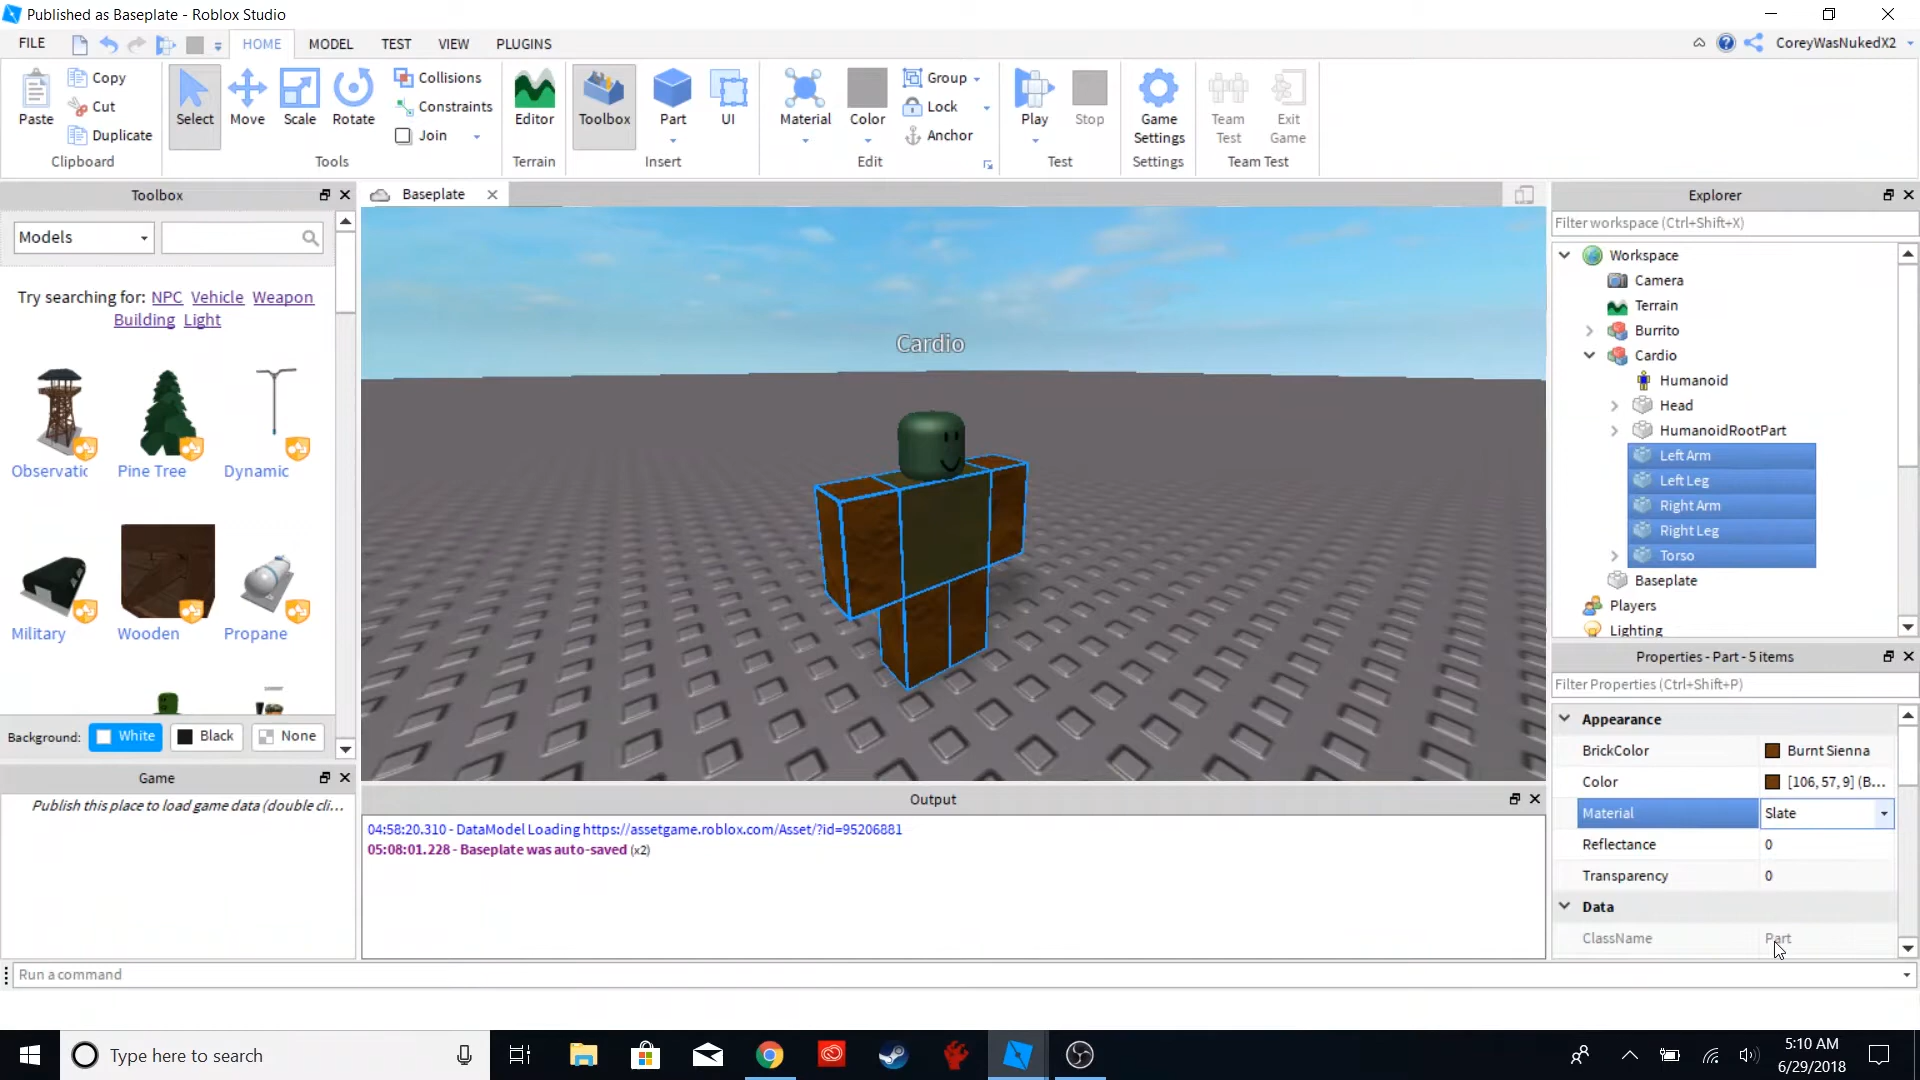 Published as Baseplate - Roblox Studio
FILE HOME MODEL TEST VIEW PLUGINS CoreyWasNukedX2
Paste Copy Cut Duplicate Clipboard
Select Move Scale Rotate Collisions Constraints Join Tools
Editor Terrain
Toolbox Part UI Insert
Material Color Group Lock Anchor Edit
Play Stop Test
Game Settings Settings
Team Test Exit Game Team Test
Toolbox
Models
Try searching for: NPC Vehicle Weapon
Building Light
Observatic Pine Tree Dynamic
Military Wooden Propane
Background: White Black None
Game
Publish this place to load game data (double cli...
Baseplate
Cardio
Output
04:58:20.310 - DataModel Loading https://assetgame.roblox.com/Asset/?id=95206881
05:08:01.228 - Baseplate was auto-saved (x2)
Explorer
Filter workspace (Ctrl+Shift+X)
Workspace
Camera
Terrain
Burrito
Cardio
Humanoid
Head
HumanoidRootPart
Left Arm
Left Leg
Right Arm
Right Leg
Torso
Baseplate
Players
Lighting
Properties - Part - 5 items
Filter Properties (Ctrl+Shift+P)
Appearance
BrickColor Burnt Sienna
Color [106, 57, 9] (B...
Material Slate
Reflectance 0
Transparency 0
Data
ClassName Part
Run a command
Type here to search
5:10 AM
6/29/2018